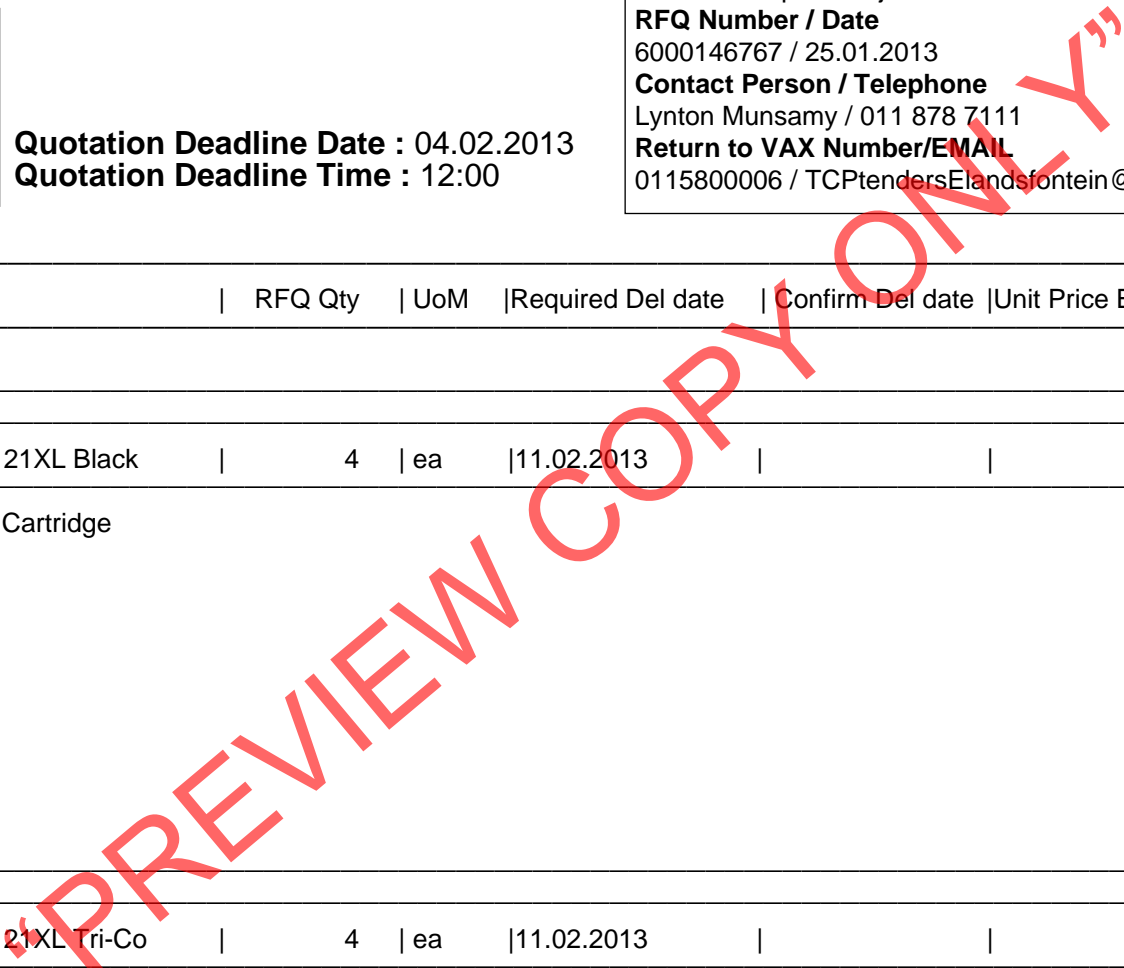 RFQ Number / Date
6000146767 / 25.01.2013
Contact Person / Telephone
Lynton Munsamy / 011 878 7111
Quotation Deadline Date : 04.02.2013
Return to VAX Number/EMAIL
Quotation Deadline Time : 12:00
0115800006 / TCPtendersElandsfontein@
| RFQ Qty | UoM |Required Del date | Confirm Del date |Unit Price E
21XL Black | 4 | ea |11.02.2013 | |
Cartridge
21XL Tri-Co | 4 | ea |11.02.2013 | |
“PREVIEW COPY ONLY”